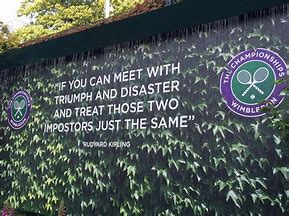 "IF YOU CAN MEET WITH
TRIUMPH AND DISASTER
AND TREAT THOSE TWO
IMPOSTORS JUST THE SAME"
RUDYARD KIPLING
THE CHAMPIONSHIPS
WIMBLEDON